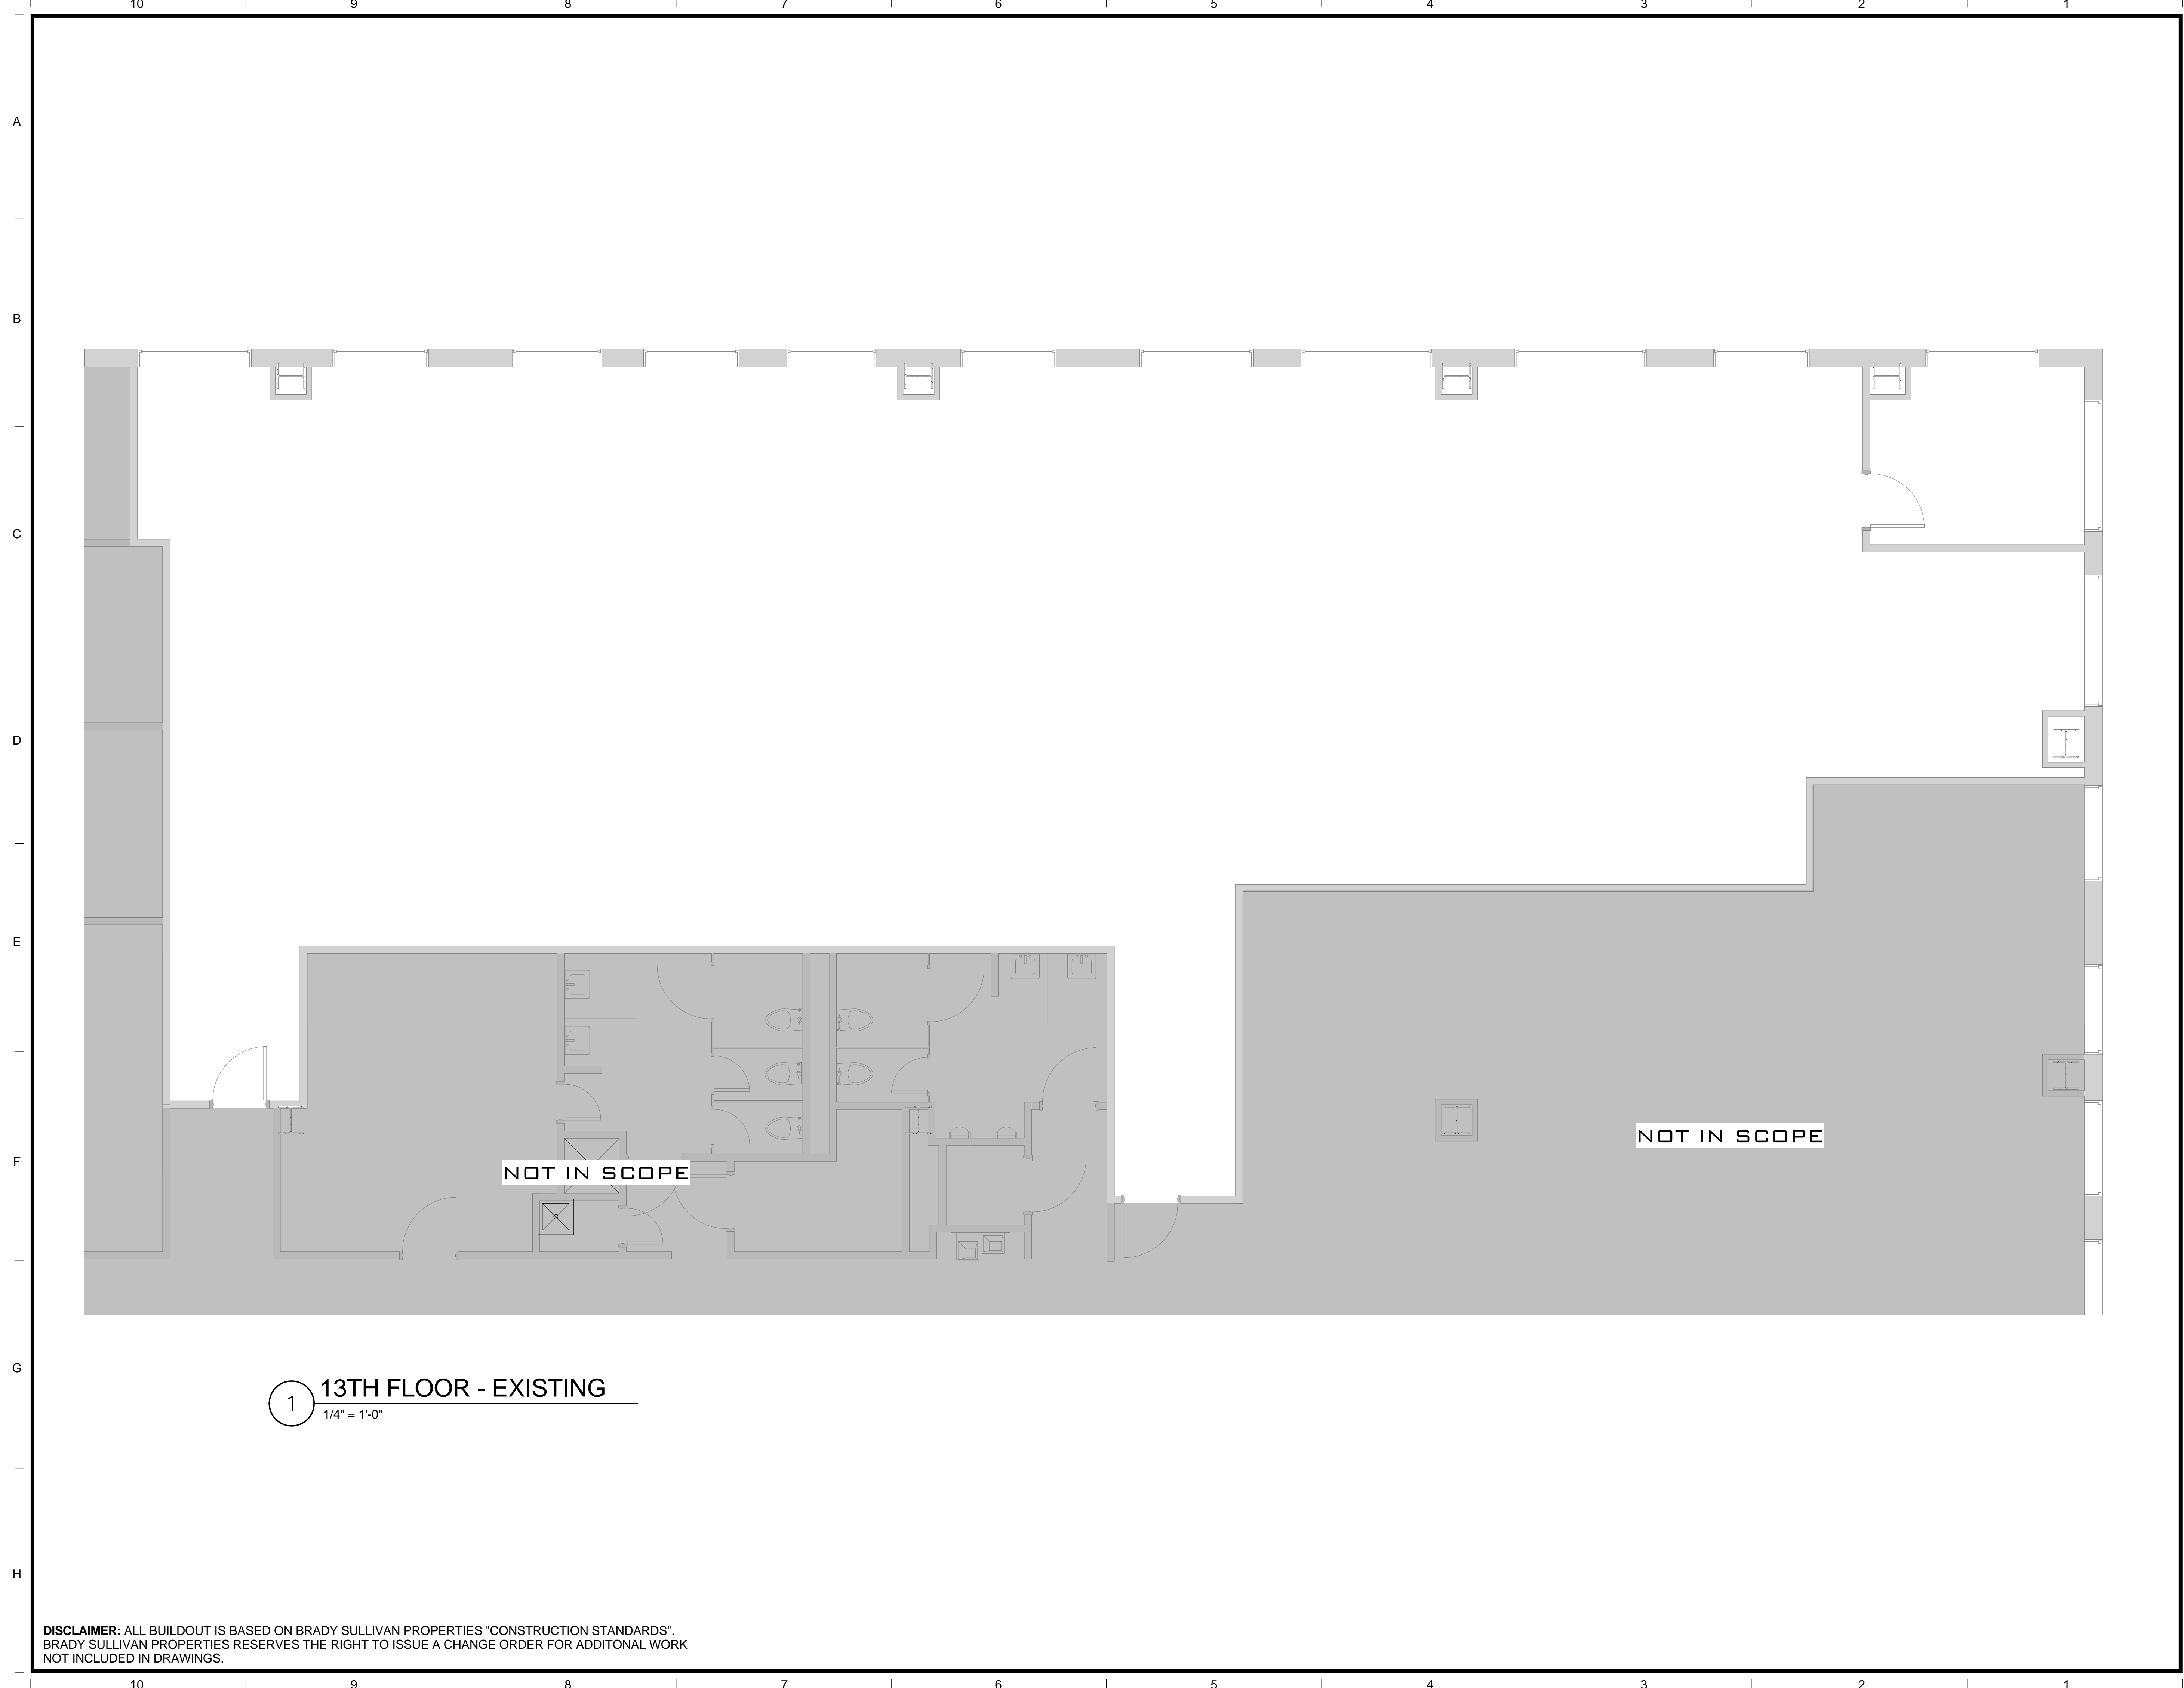 10 9 8 7 6 5 4 3 2 1
A
B
C
D
E
F
NOT IN SCOPE
NOT IN SCOPE
G
1
13TH FLOOR - EXISTING
1/4" = 1'-0"
H
DISCLAIMER: ALL BUILDOUT IS BASED ON BRADY SULLIVAN PROPERTIES "CONSTRUCTION STANDARDS".
BRADY SULLIVAN PROPERTIES RESERVES THE RIGHT TO ISSUE A CHANGE ORDER FOR ADDITONAL WORK
NOT INCLUDED IN DRAWINGS.
10 9 8 7 6 5 4 3 2 1